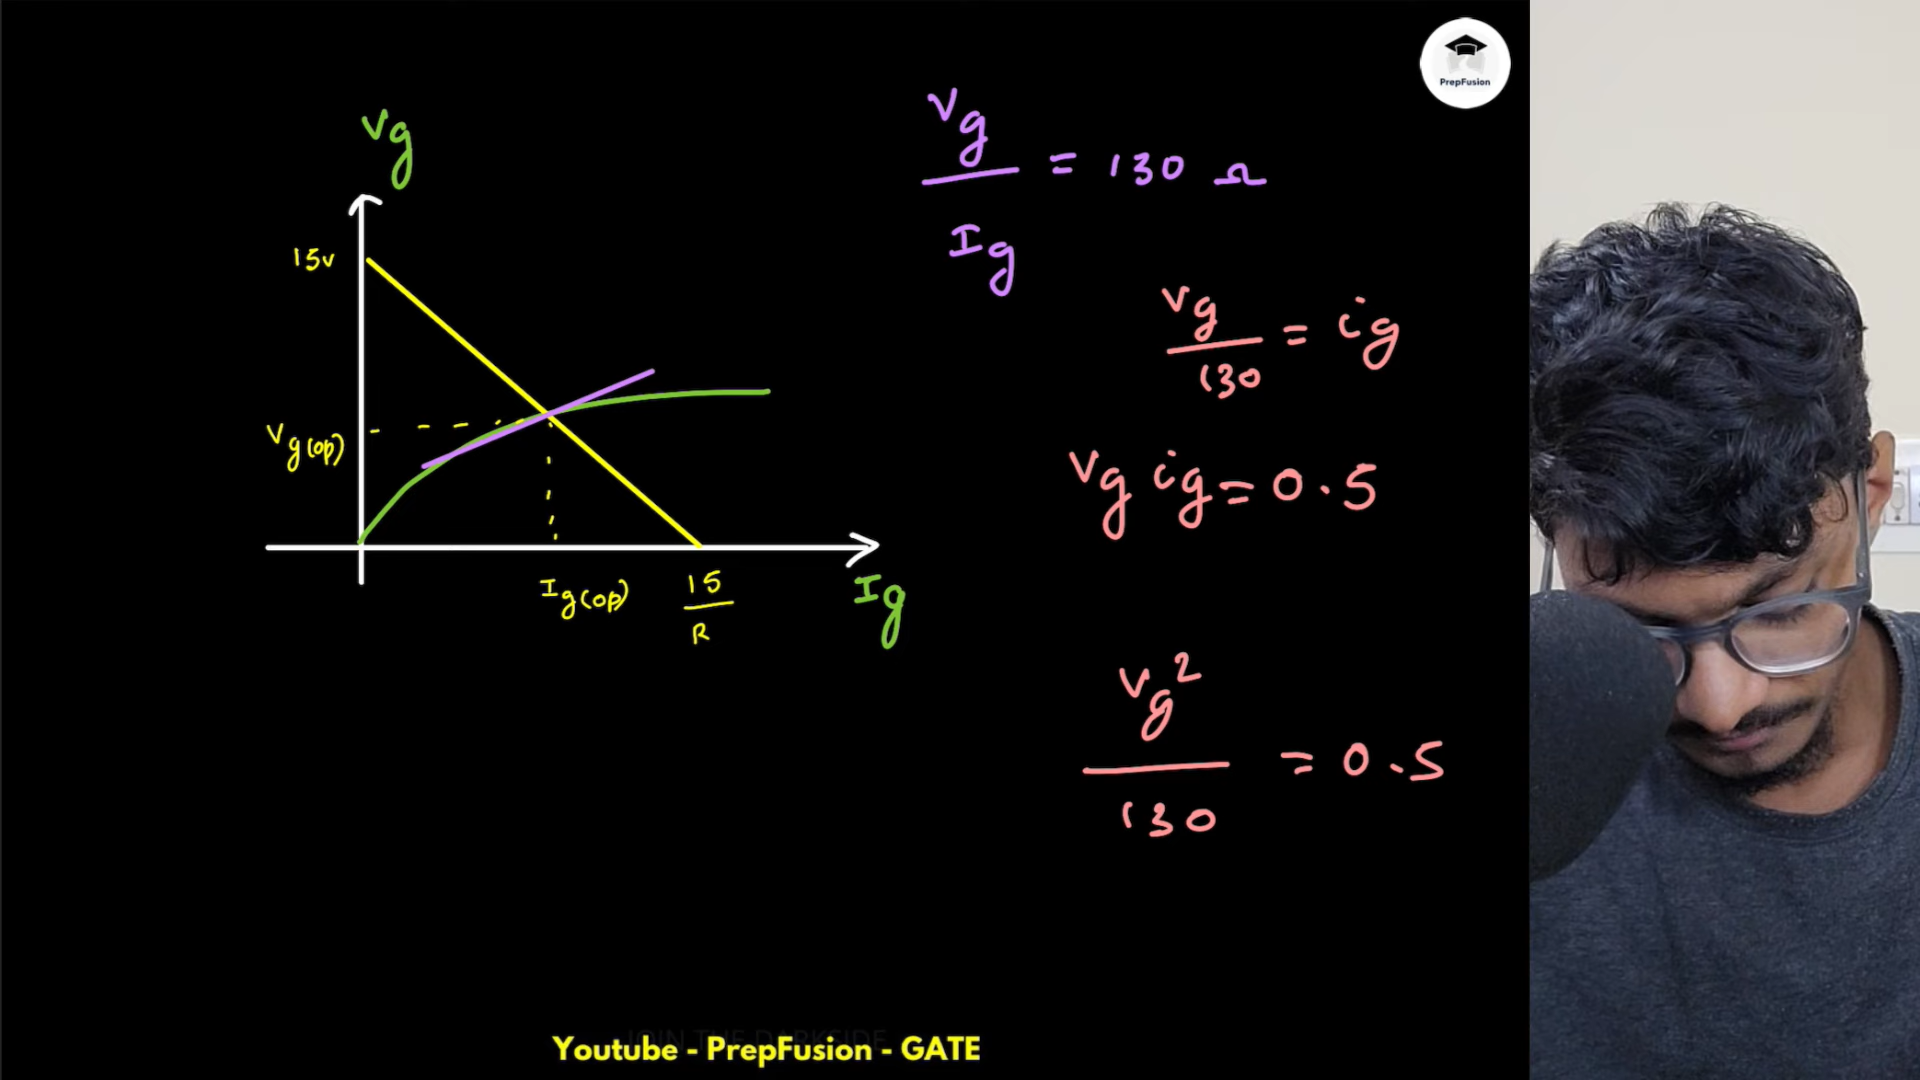 PrepFusion
Vg
15v
Vg(op)
Ig(op)
15
R
Ig
Vg
Ig
= 130 Ω
Vg
130
= ig
Vg ig = 0.5
Vg²
130
= 0.5
Youtube - PrepFusion - GATE